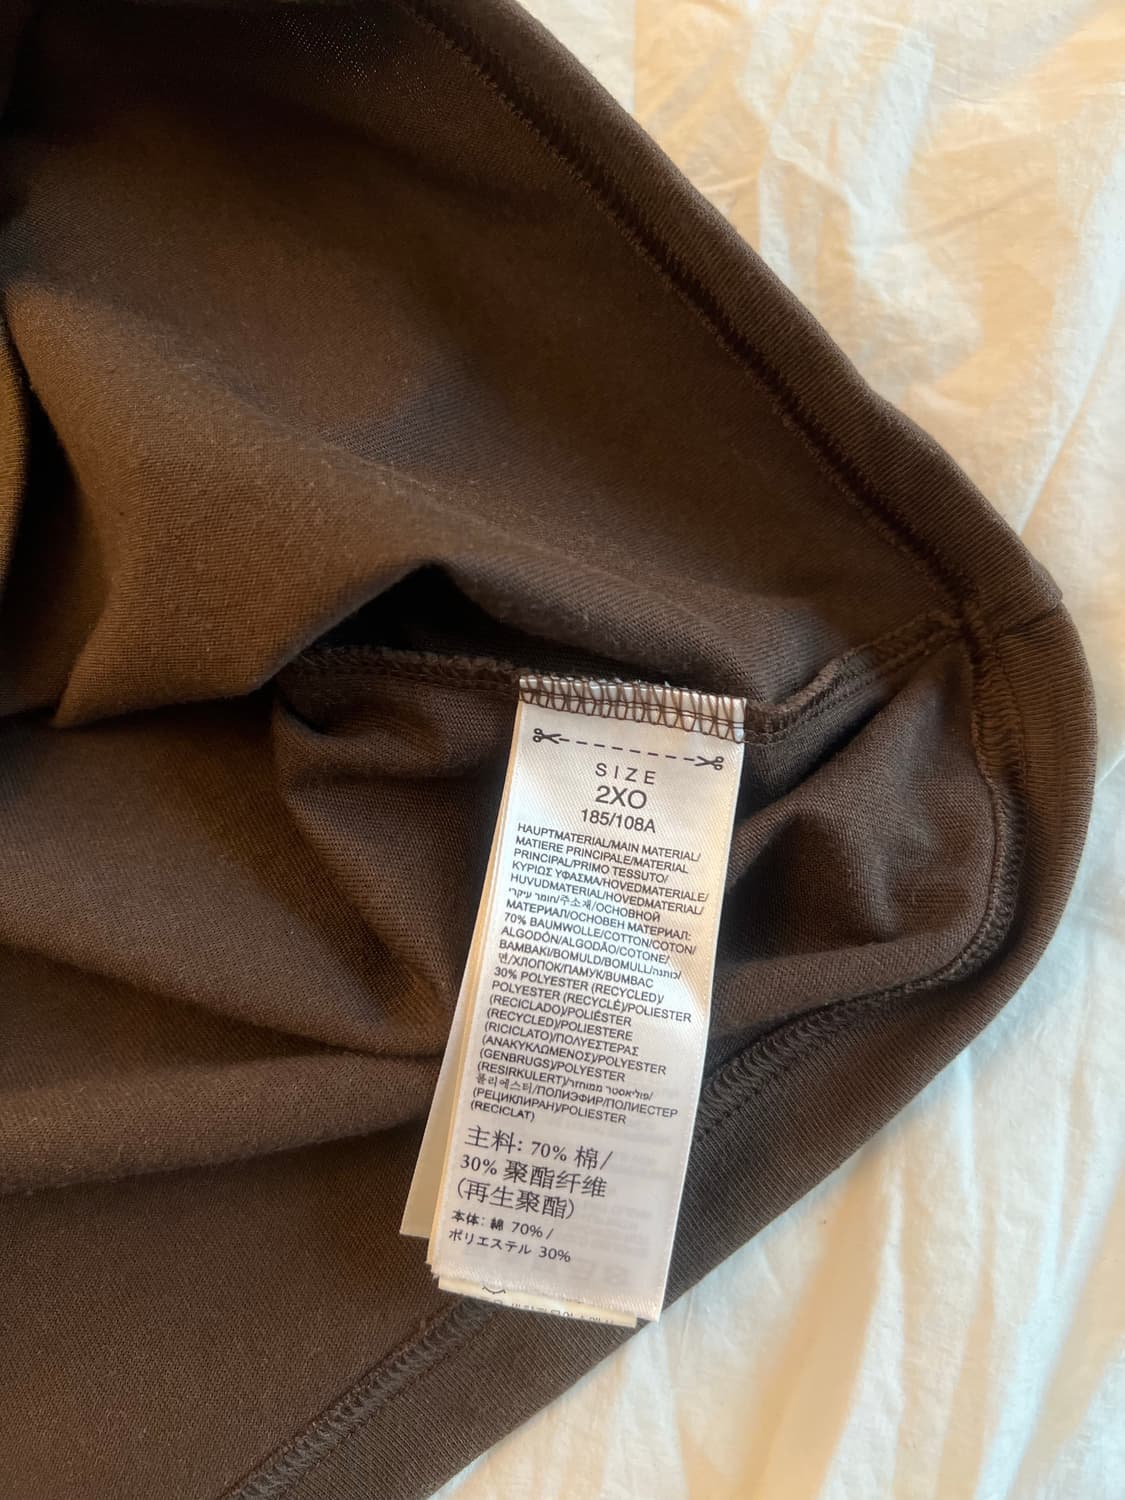 SIZE
2XO
185/108A
HAUPTMATERIAL/MAIN MATERIAL/
MATIERE PRINCIPALE/MATERIAL
PRINCIPAL/PRIMO TESSUTO/
ΚΥΡΙΩΣ ΥΦΑΣΜΑ/HOVEDMATERIALE/
HUVUDMATERIAL/HOVEDMATERIAL/
חומר עיקרי/주소재/ОСНОВНОЙ
МАТЕРИАЛ/ОСНОВЕН МАТЕРИАЛ:
70% BAUMWOLLE/COTTON/COTON/
ALGODÓN/ALGODÃO/COTONE/
ΒΑΜΒΑΚΙ/BOMULD/BOMULL/כותנה/
면/ХЛОПОК/ПАМУК/BUMBAC
30% POLYESTER (RECYCLED)/
POLYESTER (RECYCLÉ)/POLIESTER
(RECICLADO)/POLIÉSTER
(RECYCLED)/POLIESTERE
(RICICLATO)/ΠΟΛΥΕΣΤΕΡΑΣ
(ΑΝΑΚΥΚΛΩΜΕΝΟΣ)/POLYESTER
(GENBRUGS)/POLYESTER
(RESIRKULERT)/פוליאסטר ממוחזר/
폴리에스터/ПОЛИЭФИР/ПОЛИЕСТЕР
(РЕЦИКЛИРАН)/POLIESTER
(RECICLAT)
主料: 70% 棉/
30% 聚酯纤维
(再生聚酯)
本体: 綿 70% /
ポリエステル 30%